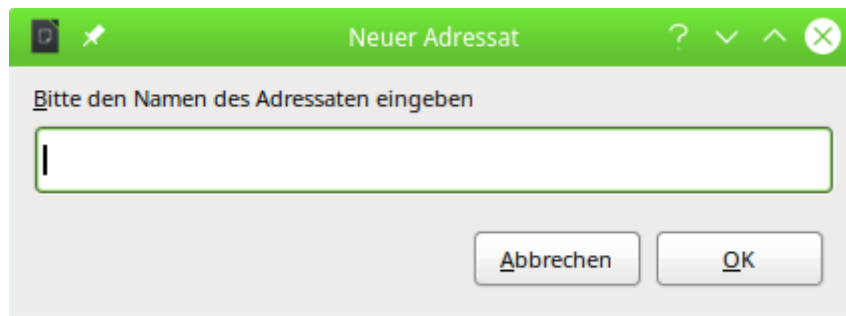 Neuer Adressat
Bitte den Namen des Adressaten eingeben
Abbrechen
OK